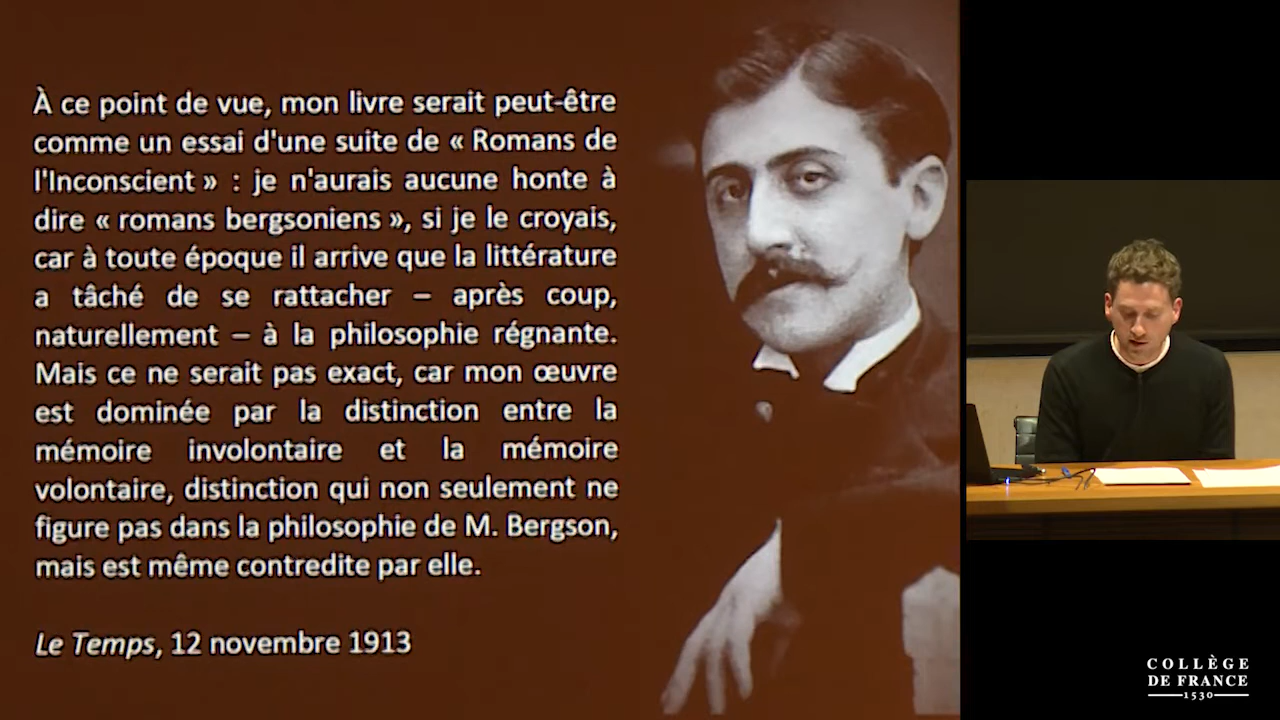 À ce point de vue, mon livre serait peut-être
comme un essai d'une suite de « Romans de
l'Inconscient » : je n'aurais aucune honte à
dire « romans bergsoniens », si je le croyais,
car à toute époque il arrive que la littérature
a tâché de se rattacher – après coup,
naturellement – à la philosophie régnante.
Mais ce ne serait pas exact, car mon œuvre
est dominée par la distinction entre la
mémoire involontaire et la mémoire
volontaire, distinction qui non seulement ne
figure pas dans la philosophie de M. Bergson,
mais est même contredite par elle.
Le Temps, 12 novembre 1913
COLLÈGE
DE FRANCE
1530